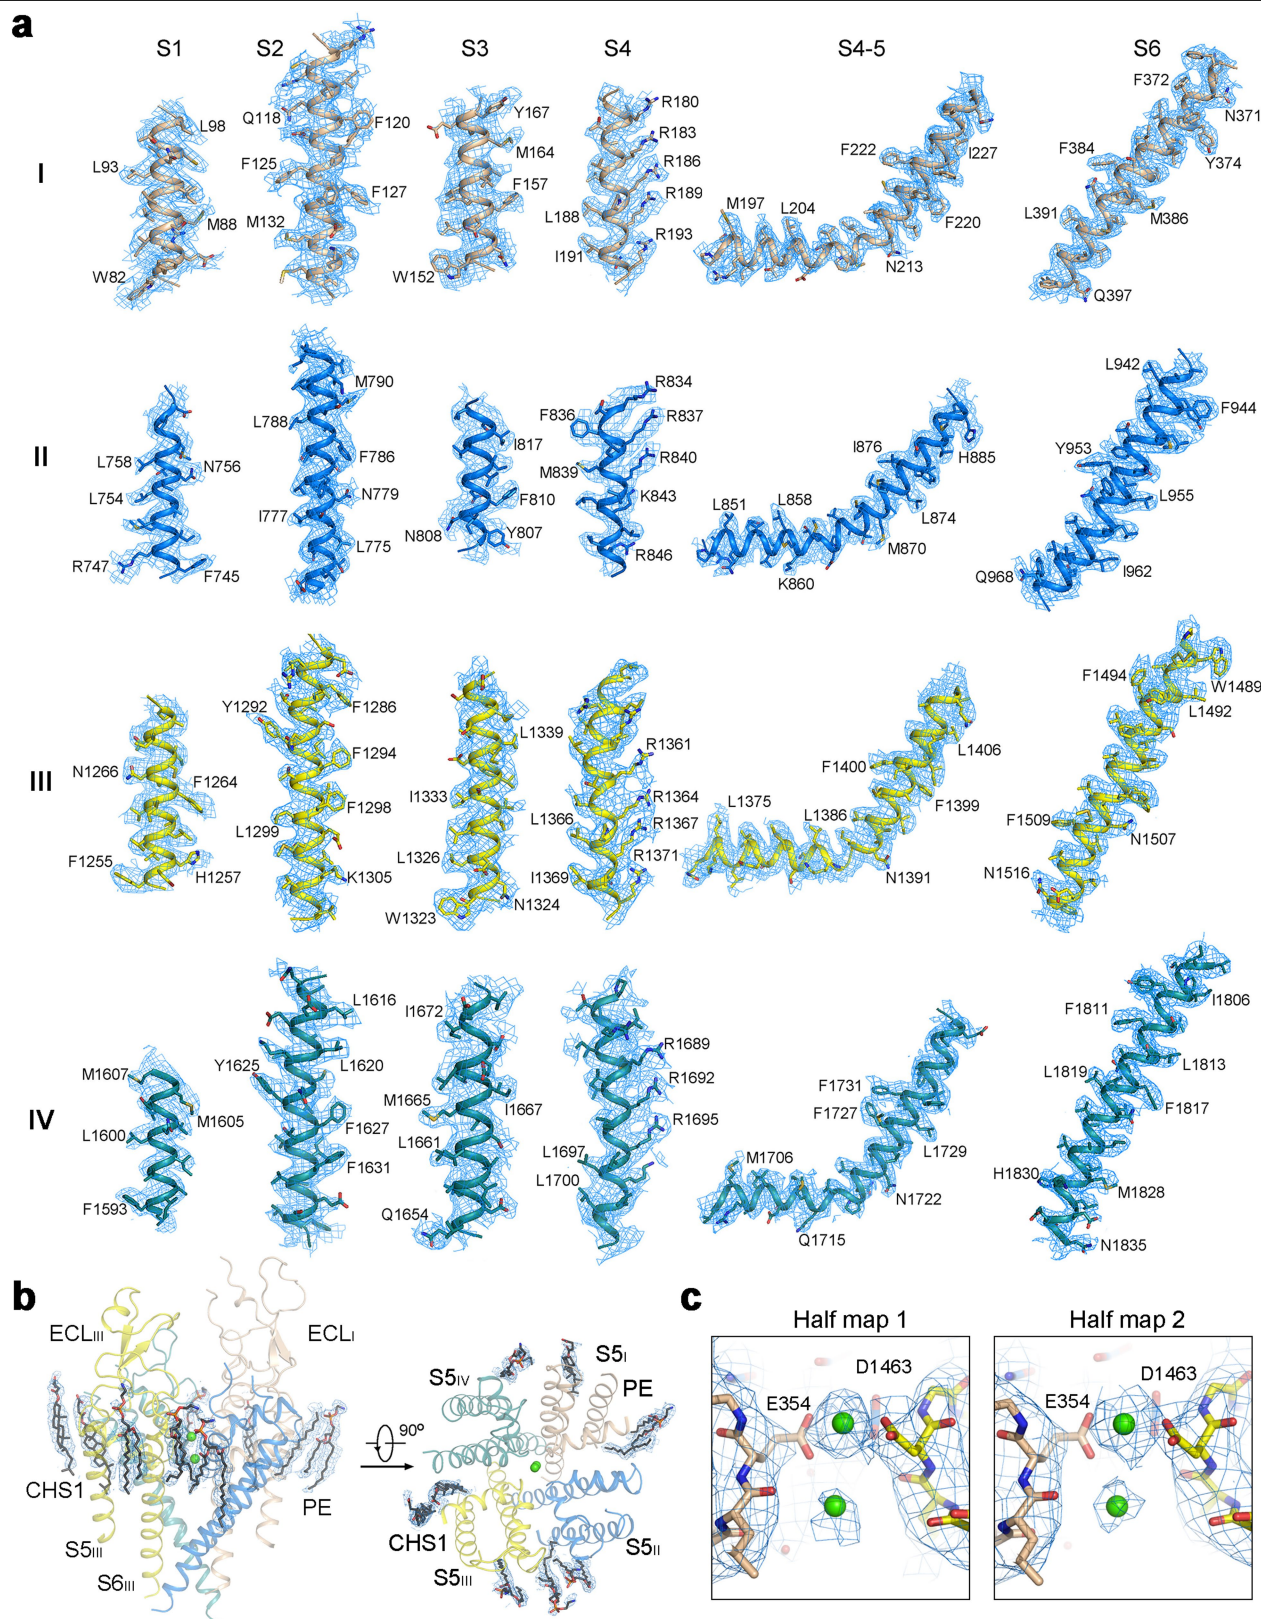 a
S1 S2 S3 S4 S4-5 S6
I
L98
L93
M88
W82
Q118
F120
F125
F127
M132
Y167
M164
F157
W152
R180
R183
R186
R189
L188
R193
I191
M197
L204
F222
I227
F220
N213
F372
N371
Y374
F384
M386
L391
Q397
II
L758
N756
L754
R747
F745
M790
L788
F786
N779
I777
L775
I817
F810
N808
Y807
R834
F836
R837
R840
M839
K843
R846
L851
L858
K860
I876
H885
L874
M870
L942
F944
Y953
L955
I962
Q968
III
N1266
F1264
F1255
H1257
Y1292
F1286
F1294
F1298
L1299
K1305
L1339
I1333
L1326
W1323
N1324
R1361
R1364
L1366
R1367
R1371
I1369
L1375
L1386
F1400
L1406
F1399
N1391
F1494
W1489
L1492
F1509
N1507
N1516
IV
M1607
M1605
L1600
F1593
L1616
Y1625
L1620
F1627
F1631
I1672
M1665
I1667
L1661
Q1654
R1689
R1692
R1695
L1697
L1700
M1706
F1731
F1727
L1729
N1722
Q1715
F1811
I1806
L1819
L1813
F1817
H1830
M1828
N1835
b
ECLIII
ECLI
CHS1
PE
S5III
S6III
90º
S5IV
S5I
PE
CHS1
S5III
S5II
c
Half map 1 Half map 2
D1463
E354
D1463
E354